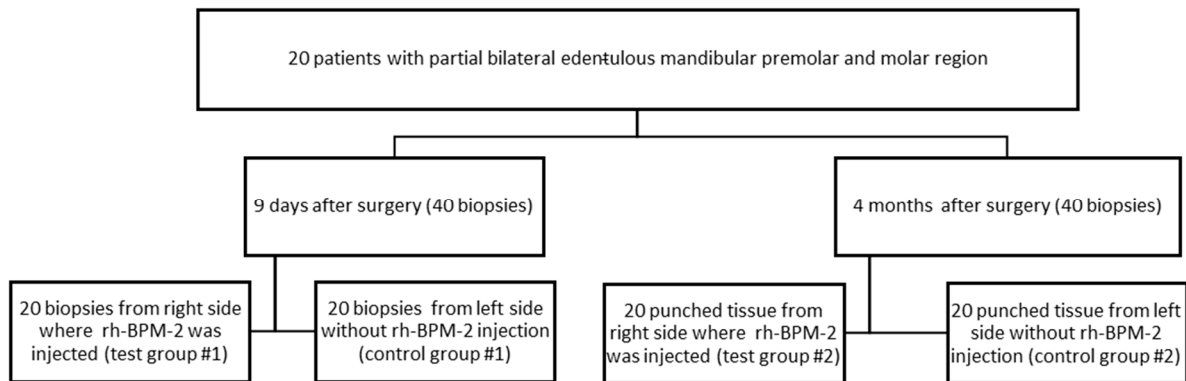 20 patients with partial bilateral edentulous mandibular premolar and molar region
9 days after surgery (40 biopsies)
4 months after surgery (40 biopsies)
20 biopsies from right side
where rh-BPM-2 was
injected (test group #1)
20 biopsies from left side
without rh-BPM-2 injection
(control group #1)
20 punched tissue from
right side where rh-BPM-2
was injected (test group #2)
20 punched tissue from left
side without rh-BPM-2
injection (control group #2)